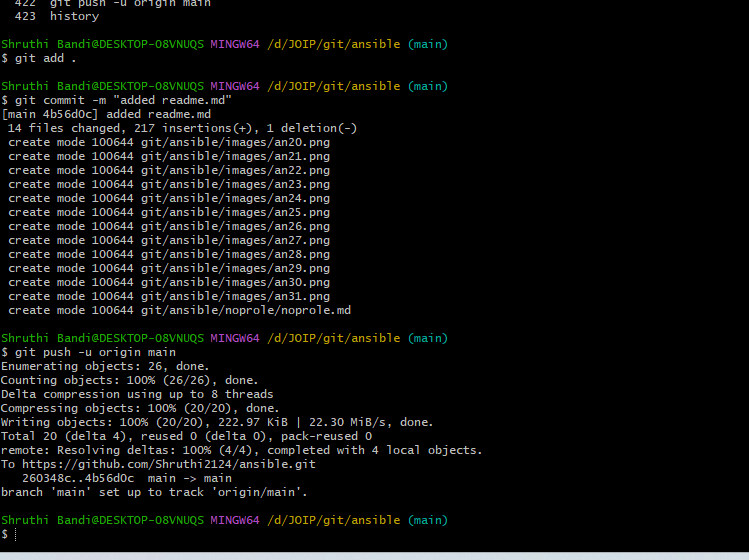 422  git push -u origin main
423  history
Shruthi Bandi@DESKTOP-O8VNUQS MINGW64 /d/JOIP/git/ansible (main)
$ git add .
Shruthi Bandi@DESKTOP-O8VNUQS MINGW64 /d/JOIP/git/ansible (main)
$ git commit -m "added readme.md"
[main 4b56d0c] added readme.md
 14 files changed, 217 insertions(+), 1 deletion(-)
 create mode 100644 git/ansible/images/an20.png
 create mode 100644 git/ansible/images/an21.png
 create mode 100644 git/ansible/images/an22.png
 create mode 100644 git/ansible/images/an23.png
 create mode 100644 git/ansible/images/an24.png
 create mode 100644 git/ansible/images/an25.png
 create mode 100644 git/ansible/images/an26.png
 create mode 100644 git/ansible/images/an27.png
 create mode 100644 git/ansible/images/an28.png
 create mode 100644 git/ansible/images/an29.png
 create mode 100644 git/ansible/images/an30.png
 create mode 100644 git/ansible/images/an31.png
 create mode 100644 git/ansible/noprole/noprole.md
Shruthi Bandi@DESKTOP-O8VNUQS MINGW64 /d/JOIP/git/ansible (main)
$ git push -u origin main
Enumerating objects: 26, done.
Counting objects: 100% (26/26), done.
Delta compression using up to 8 threads
Compressing objects: 100% (20/20), done.
Writing objects: 100% (20/20), 222.97 KiB | 22.30 MiB/s, done.
Total 20 (delta 4), reused 0 (delta 0), pack-reused 0
remote: Resolving deltas: 100% (4/4), completed with 4 local objects.
To https://github.com/Shruthi2124/ansible.git
   260348c..4b56d0c  main -> main
branch 'main' set up to track 'origin/main'.
Shruthi Bandi@DESKTOP-O8VNUQS MINGW64 /d/JOIP/git/ansible (main)
$